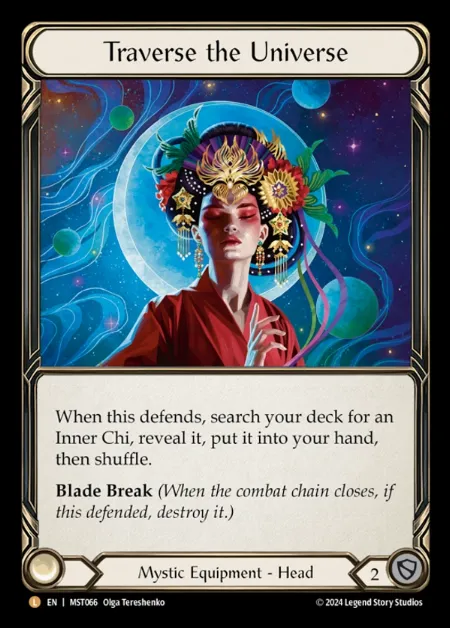 Traverse the Universe
When this defends, search your deck for an
Inner Chi, reveal it, put it into your hand,
then shuffle.
Blade Break (When the combat chain closes, if
this defended, destroy it.)
Mystic Equipment - Head
2
L EN | MST066 Olga Tereshenko
© 2024 Legend Story Studios